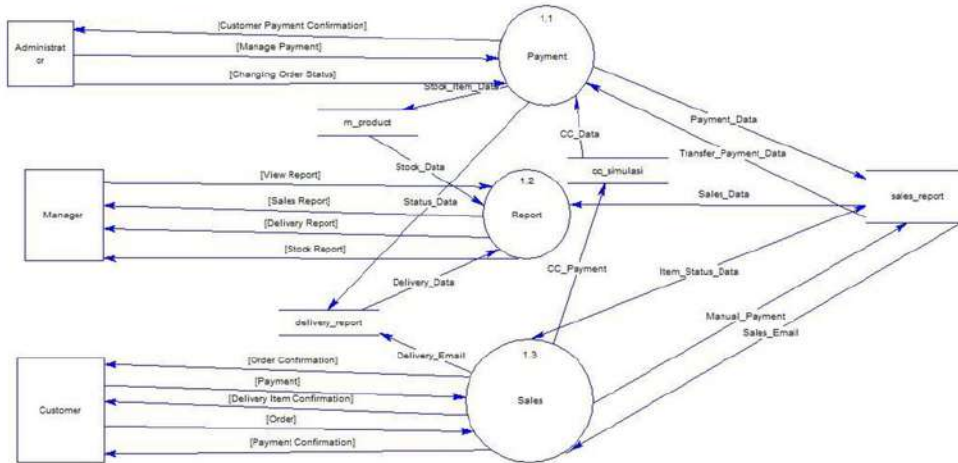 1.1
[Customer Payment Confirmation]
Administrat
or
[Manage Payment]
Payment
[Changing Order Status]
Stock_Item_Data
m_product
Payment_Data
CC_Data
Transfer_Payment_Data
Stock_Data
cc_simulasi
[View Report]
1.2
Status_Data
Sales_Data
sales_report
[Sales Report]
Manager
Report
[Delivery Report]
[Stock Report]
CC_Payment
Item_Status_Data
Delivery_Data
delivery_report
Manual_Payment
Sales_Email
1.3
Delivery_Email
[Order Confirmation]
[Payment]
[Delivery Item Confirmation]
Customer
Sales
[Order]
[Payment Confirmation]